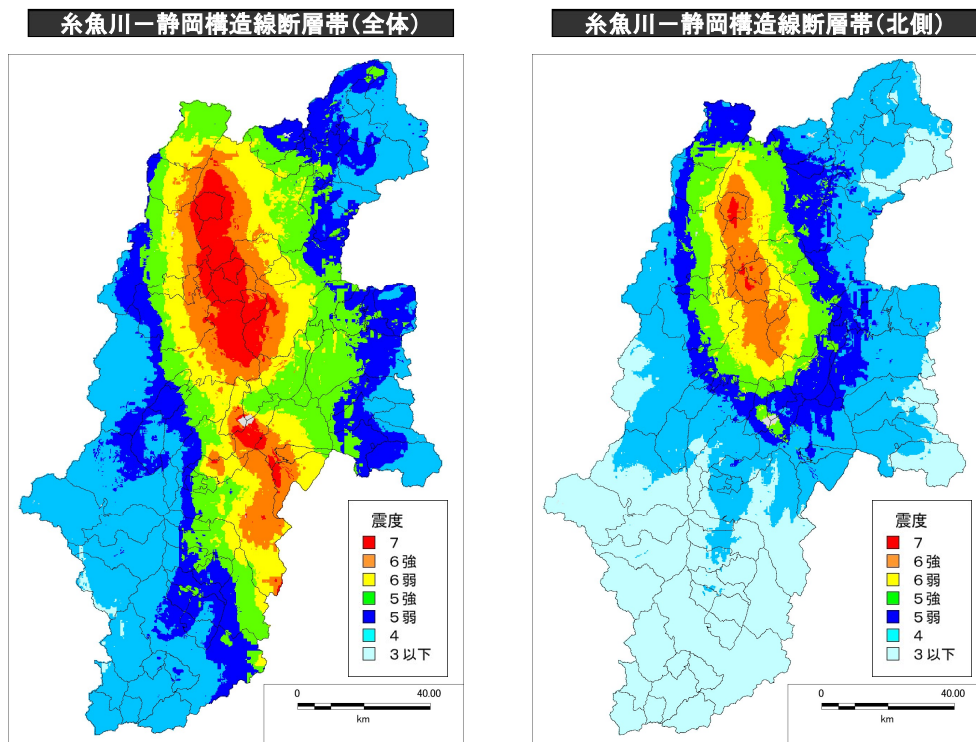 糸魚川－静岡構造線断層帯（全体）
震度
7
6強
6弱
5強
5弱
4
3以下
0 40.00
km
糸魚川－静岡構造線断層帯（北側）
震度
7
6強
6弱
5強
5弱
4
3以下
0 40.00
km